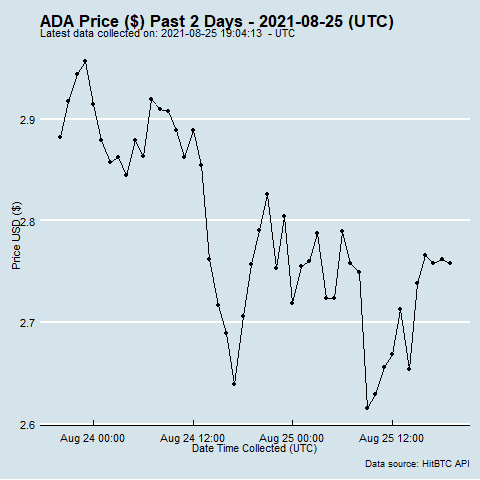 ADA Price ($) Past 2 Days - 2021-08-25 (UTC)
Latest data collected on: 2021-08-25 19:04:13  - UTC
2.9
2.8
2.7
2.6
Price USD ($)
Aug 24 00:00
Aug 24 12:00
Aug 25 00:00
Aug 25 12:00
Date Time Collected (UTC)
Data source: HitBTC API